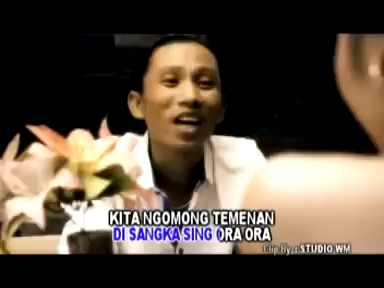 KITA NGOMONG TEMENAN
DI SANGKA SING ORA ORA
Clip By : STUDIO WM